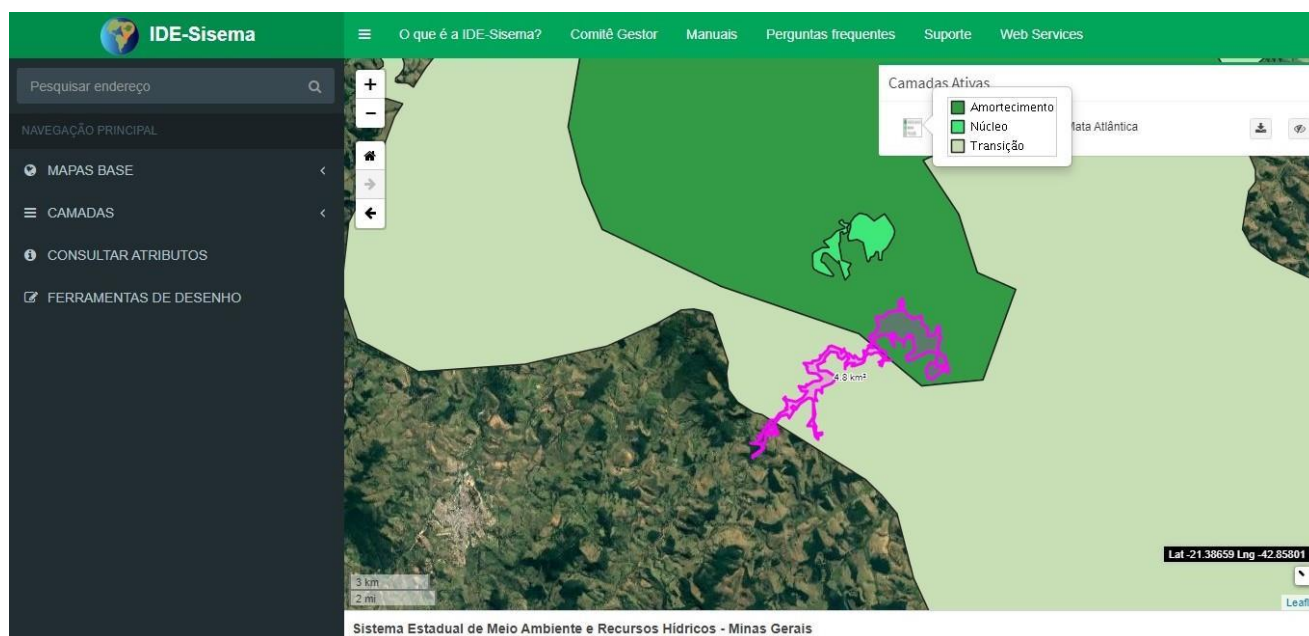 IDE-Sisema
O que é a IDE-Sisema? Comitê Gestor Manuais Perguntas frequentes Suporte Web Services
Pesquisar endereço
NAVEGAÇÃO PRINCIPAL
MAPAS BASE
CAMADAS
CONSULTAR ATRIBUTOS
FERRAMENTAS DE DESENHO
+
−
Camadas Ativas
Amortecimento
Núcleo
Transição
Mata Atlântica
4.8 km²
Lat -21.38659 Lng -42.85801
3 km
2 mi
Sistema Estadual de Meio Ambiente e Recursos Hídricos - Minas Gerais